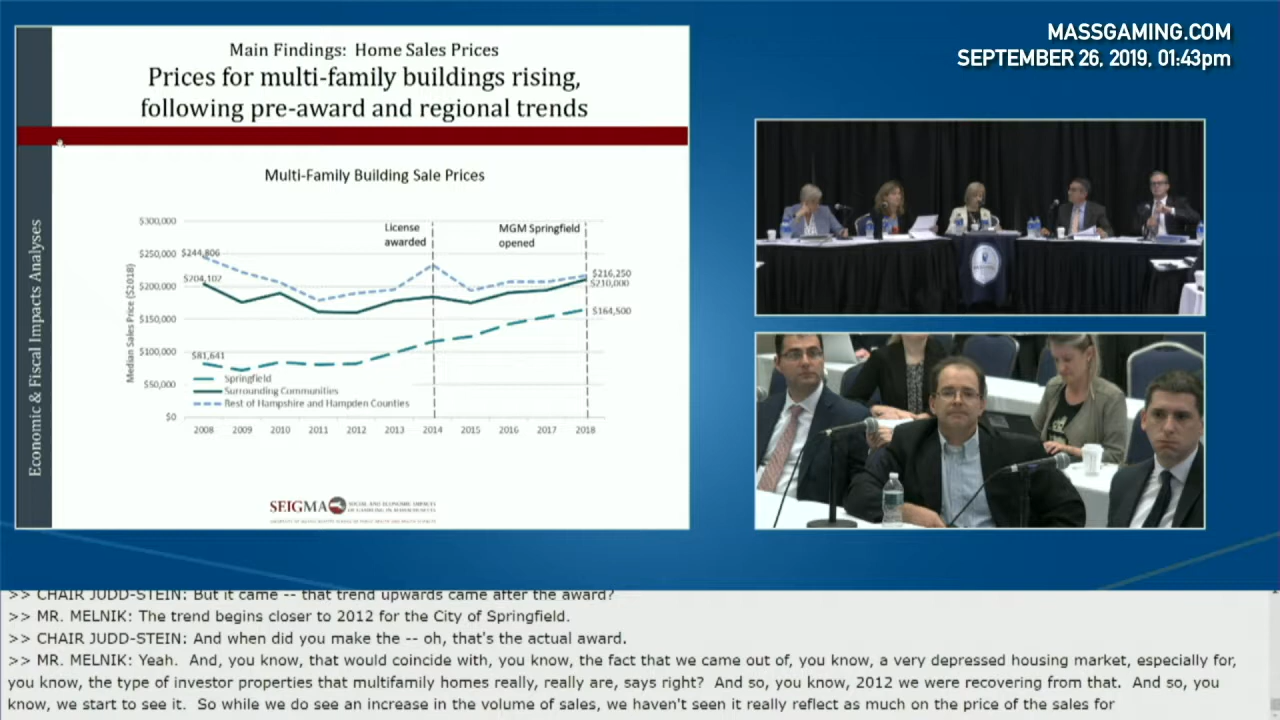 MASSGAMING.COM
SEPTEMBER 26, 2019, 01:43pm
Main Findings: Home Sales Prices
Prices for multi-family buildings rising,
following pre-award and regional trends
Economic & Fiscal Impacts Analyses
Multi-Family Building Sale Prices
Median Sales Price ($2018)
$300,000
$250,000
$200,000
$150,000
$100,000
$50,000
$0
License
awarded
MGM Springfield
opened
$244,806
$204,107
$81,641
$216,250
$210,000
$164,500
Springfield
Surrounding Communities
Rest of Hampshire and Hampden Counties
2008 2009 2010 2011 2012 2013 2014 2015 2016 2017 2018
SEIGMA
SOCIAL AND ECONOMIC IMPACTS
OF GAMBLING IN MASSACHUSETTS
>> CHAIR JUDD-STEIN: But it came -- that trend upwards came after the award?
>> MR. MELNIK: The trend begins closer to 2012 for the City of Springfield.
>> CHAIR JUDD-STEIN: And when did you make the -- oh, that's the actual award.
>> MR. MELNIK: Yeah.  And, you know, that would coincide with, you know, the fact that we came out of, you know, a very depressed housing market, especially for,
you know, the type of investor properties that multifamily homes really, really are, says right?  And so, you know, 2012 we were recovering from that.  And so, you
know, we start to see it.  So while we do see an increase in the volume of sales, we haven't seen it really reflect as much on the price of the sales for